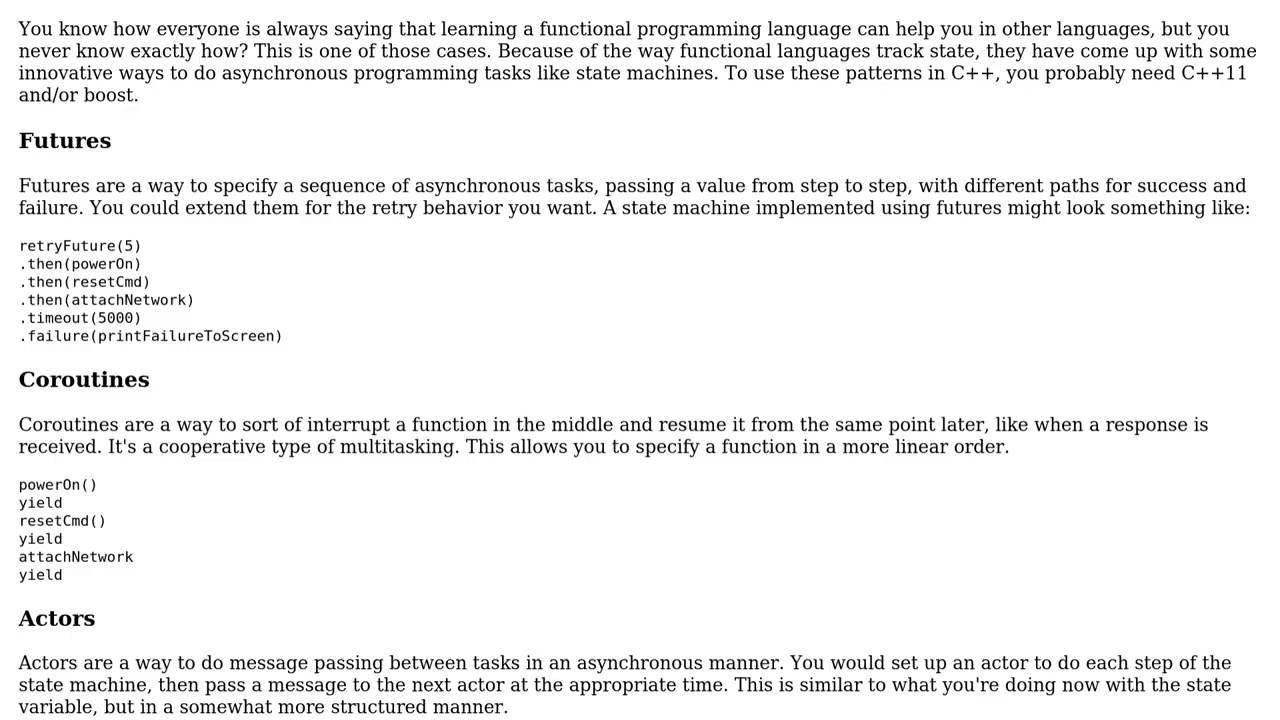 You know how everyone is always saying that learning a functional programming language can help you in other languages, but you
never know exactly how? This is one of those cases. Because of the way functional languages track state, they have come up with some
innovative ways to do asynchronous programming tasks like state machines. To use these patterns in C++, you probably need C++11
and/or boost.
Futures
Futures are a way to specify a sequence of asynchronous tasks, passing a value from step to step, with different paths for success and
failure. You could extend them for the retry behavior you want. A state machine implemented using futures might look something like:
retryFuture(5)
.then(powerOn)
.then(resetCmd)
.then(attachNetwork)
.timeout(5000)
.failure(printFailureToScreen)
Coroutines
Coroutines are a way to sort of interrupt a function in the middle and resume it from the same point later, like when a response is
received. It's a cooperative type of multitasking. This allows you to specify a function in a more linear order.
powerOn()
yield
resetCmd()
yield
attachNetwork
yield
Actors
Actors are a way to do message passing between tasks in an asynchronous manner. You would set up an actor to do each step of the
state machine, then pass a message to the next actor at the appropriate time. This is similar to what you're doing now with the state
variable, but in a somewhat more structured manner.